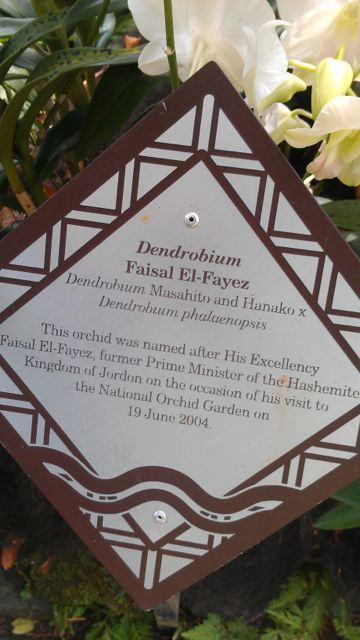 Dendrobium
Faisal El-Fayez
Dendrobium Masahito and Hanako x
Dendrobium phalaenopsis
This orchid was named after His Excellency
Faisal El-Fayez, former Prime Minister of the Hashemite
Kingdom of Jordon on the occasion of his visit to
the National Orchid Garden on
19 June 2004.